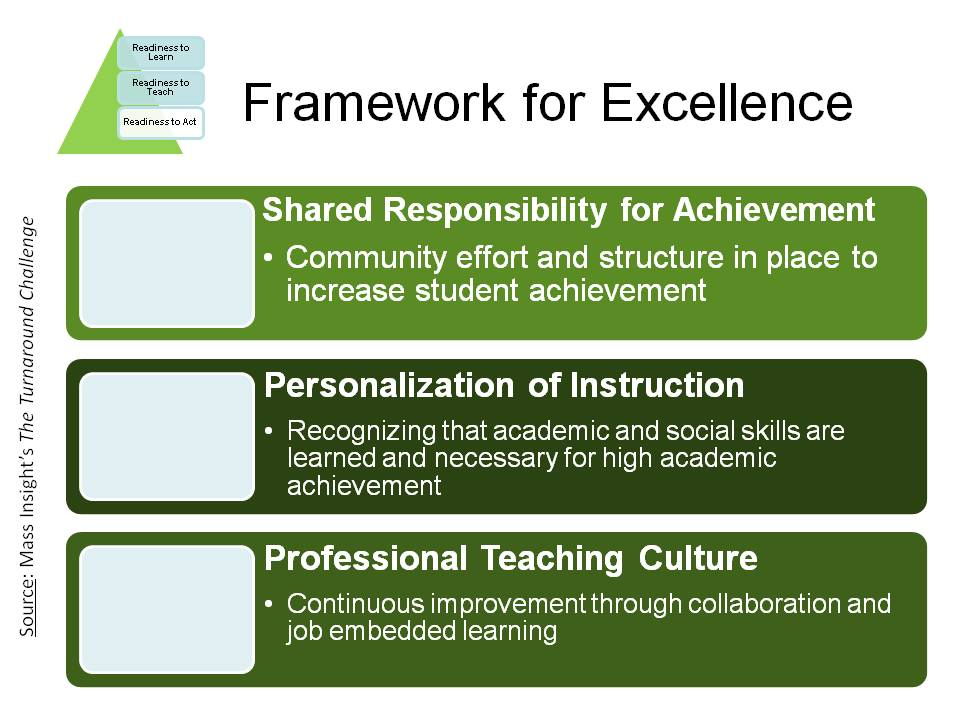 Readiness to
Learn
Readiness to
Teach
Readiness to Act
Framework for Excellence
Source: Mass Insight's The Turnaround Challenge
Shared Responsibility for Achievement
• Community effort and structure in place to
increase student achievement
Personalization of Instruction
• Recognizing that academic and social skills are
learned and necessary for high academic
achievement
Professional Teaching Culture
• Continuous improvement through collaboration and
job embedded learning